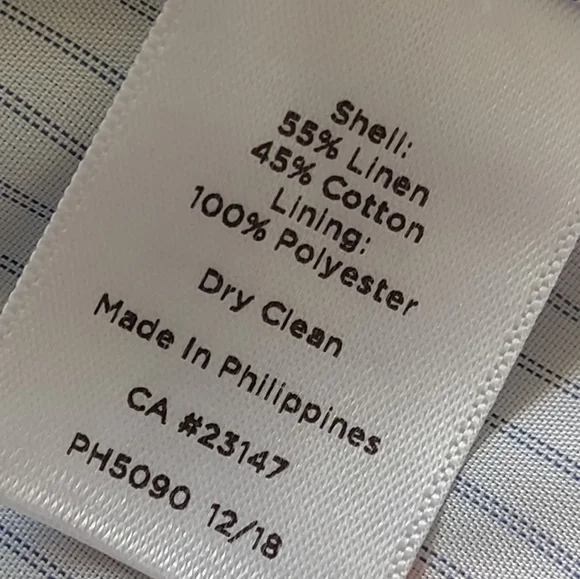 Shell:
55% Linen
45% Cotton
Lining:
100% Polyester
Dry Clean
Made In Philippines
CA #23147
PH5090 12/18